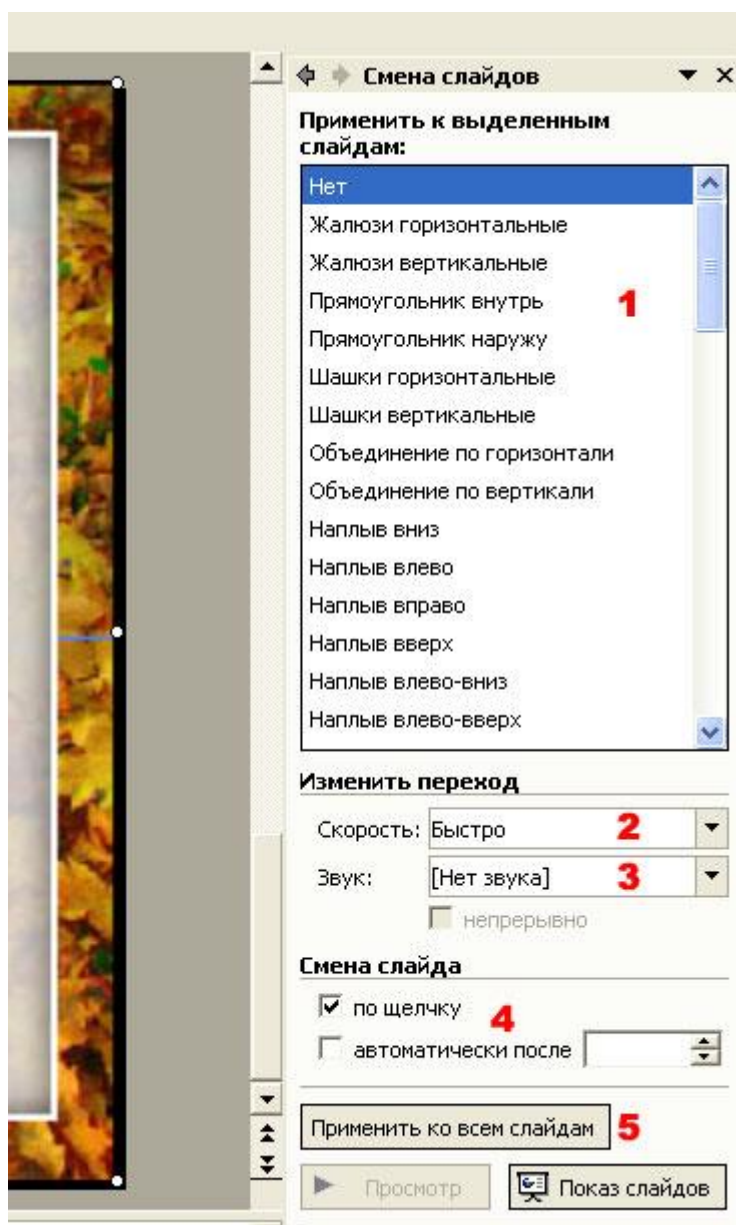 Смена слайдов
Применить к выделенным
слайдам:
Нет
Жалюзи горизонтальные
Жалюзи вертикальные
Прямоугольник внутрь 1
Прямоугольник наружу
Шашки горизонтальные
Шашки вертикальные
Объединение по горизонтали
Объединение по вертикали
Наплыв вниз
Наплыв влево
Наплыв вправо
Наплыв вверх
Наплыв влево-вниз
Наплыв влево-вверх
Изменить переход
Скорость: Быстро 2
Звук: [Нет звука] 3
непрерывно
Смена слайда
по щелчку 4
автоматически после
Применить ко всем слайдам 5
Просмотр Показ слайдов